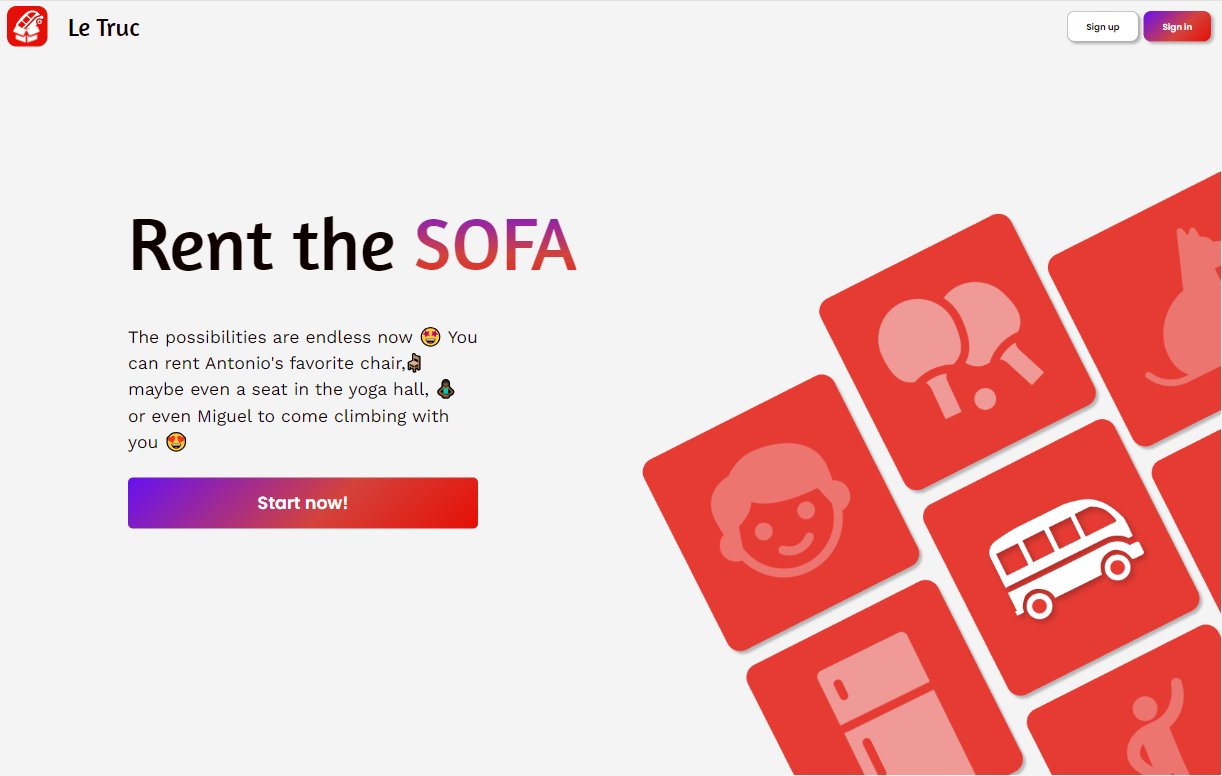 Le Truc
Sign up
Sign in
Rent the SOFA
The possibilities are endless now 🤩 You
can rent Antonio's favorite chair,🪑
maybe even a seat in the yoga hall, 🧘🏿‍♀️
or even Miguel to come climbing with
you 😍
Start now!